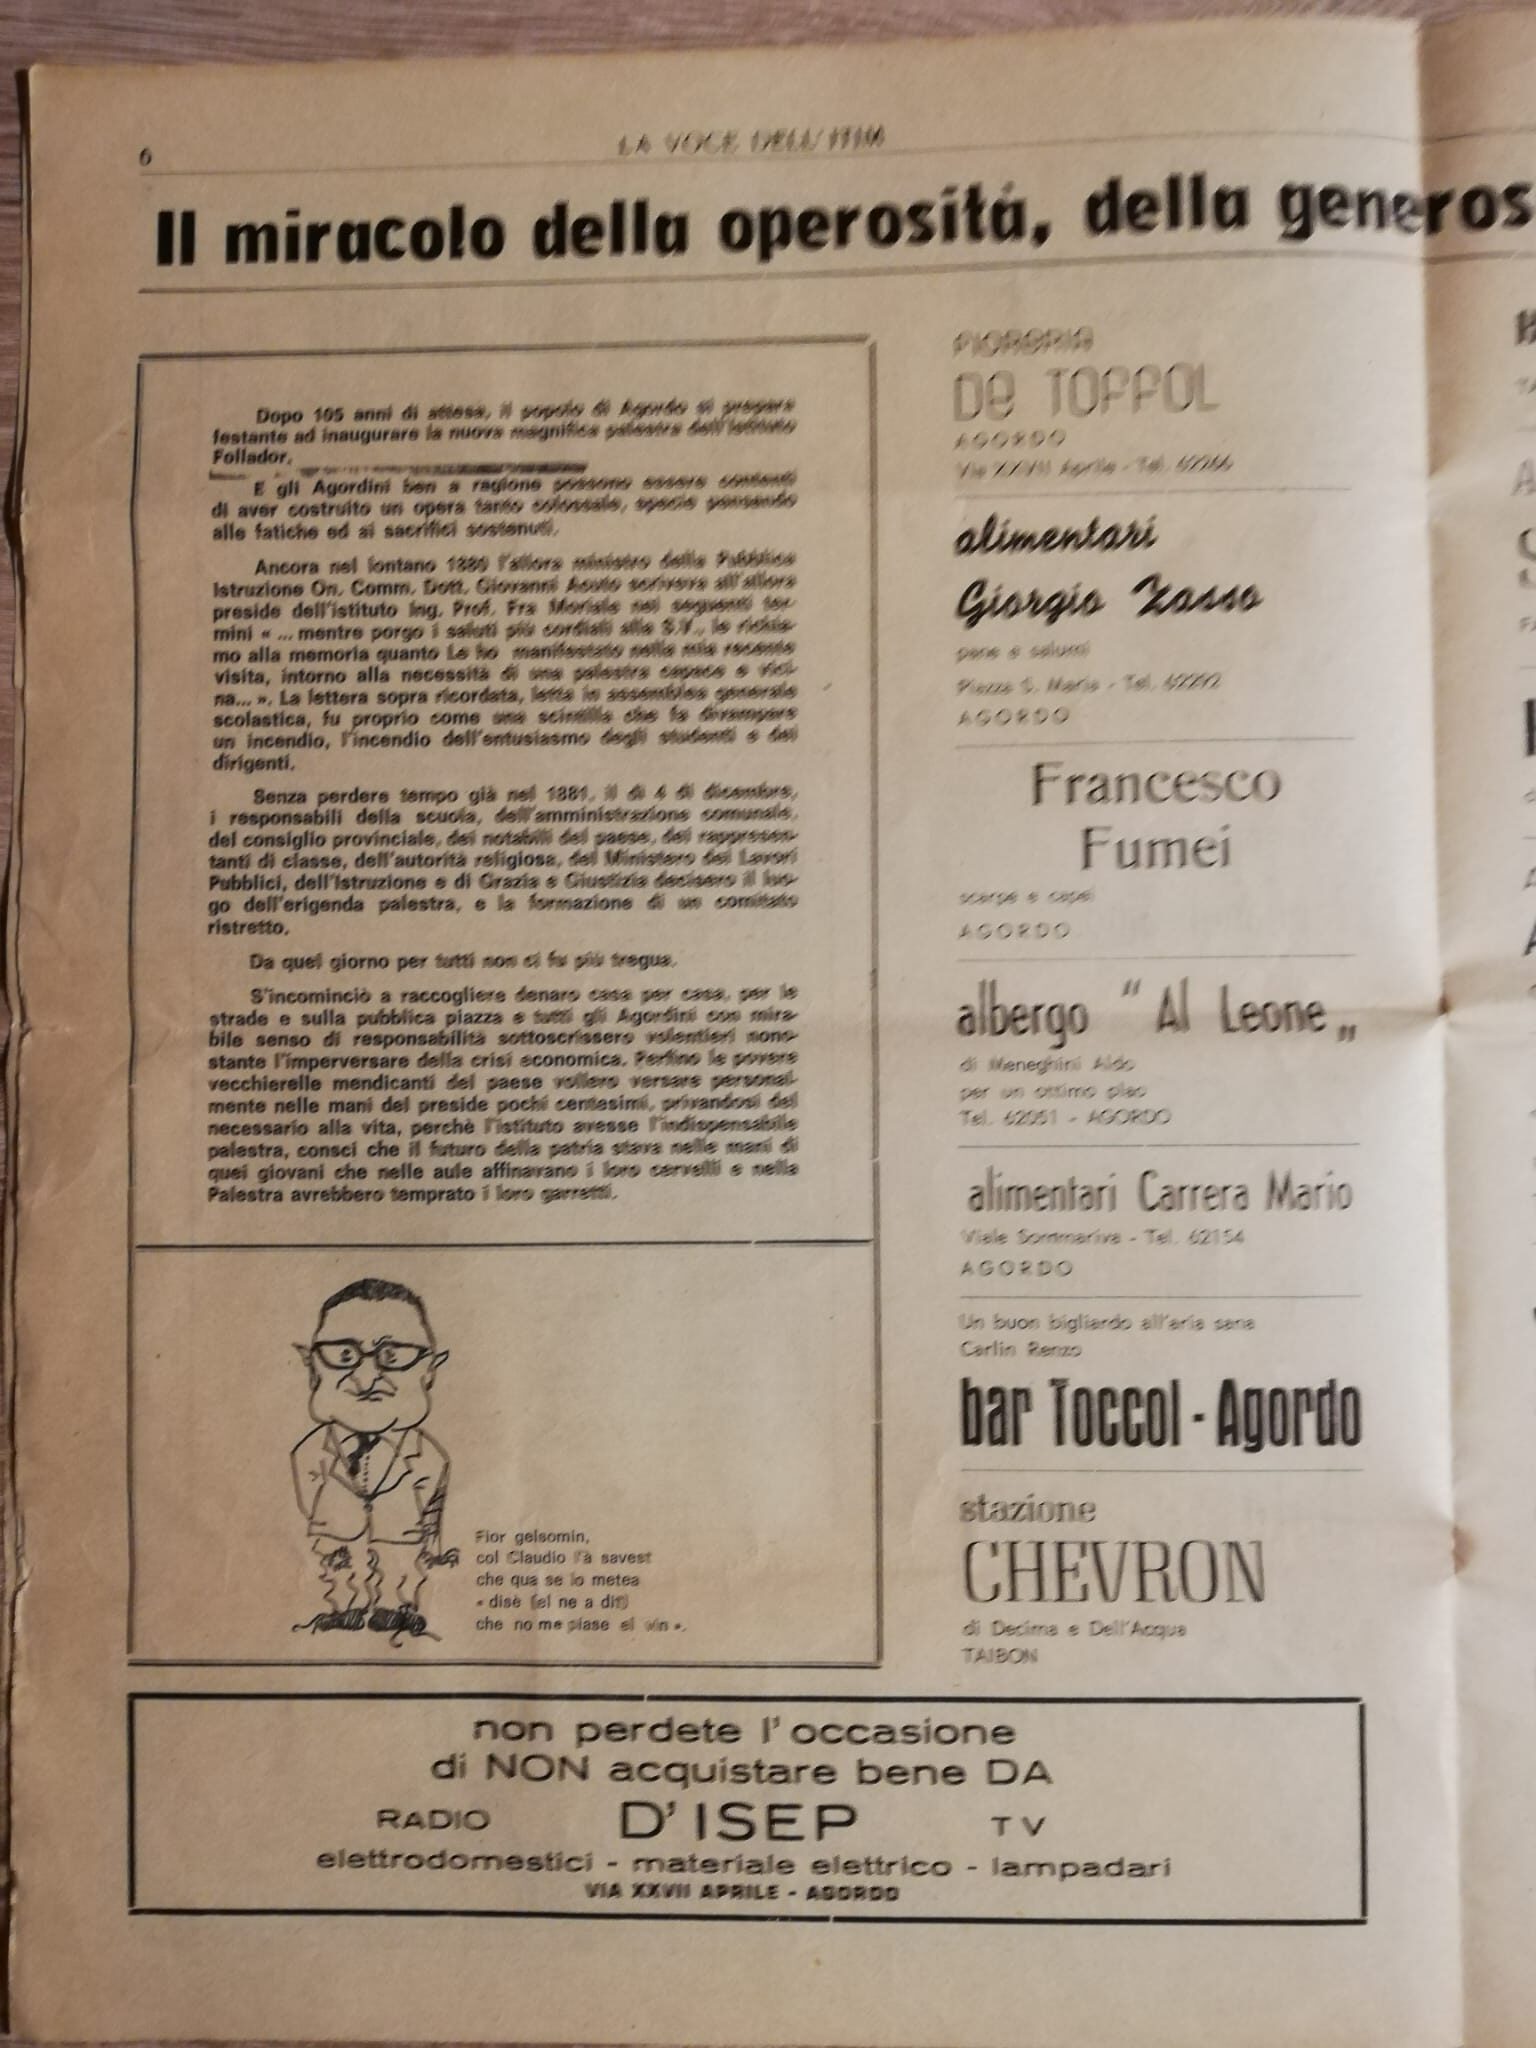 6
LA VOCE DELL'ITIM
Il miracolo della operosità, della generos
Dopo 105 anni di attesa, il popolo di Agordo si prepara
festante ad inaugurare la nuova magnifica palestra dell'Istituto
Follador.
E gli Agordini ben a ragione possono essere contenti
di aver costruito un opera tanto colossale, specie pensando
alle fatiche ed ai sacrifici sostenuti.
Ancora nel lontano 1880 l'allora ministro della Pubblica
Istruzione On. Comm. Dott. Giovanni Acuto scriveva all'allora
preside dell'istituto Ing. Prof. Fra Moriale nei seguenti ter-
mini « ... mentre porgo i saluti più cordiali alla S.V., la richia-
mo alla memoria quanto Le ho manifestato nella mia recente
visita, intorno alla necessità di una palestra capace e vici-
na... ». La lettera sopra ricordata, letta in assemblea generale
scolastica, fu proprio come una scintilla che fa divampare
un incendio, l'incendio dell'entusiasmo degli studenti e dei
dirigenti.
Senza perdere tempo già nel 1881, il dì 4 di dicembre,
i responsabili della scuola, dell'amministrazione comunale,
del consiglio provinciale, dei notabili del paese, dei rappresen-
tanti di classe, dell'autorità religiosa, del Ministero dei Lavori
Pubblici, dell'Istruzione e di Grazia e Giustizia decisero il luo-
go dell'erigenda palestra, e la formazione di un comitato
ristretto.
Da quel giorno per tutti non ci fu più tregua.
S'incominciò a raccogliere denaro casa per casa, per le
strade e sulla pubblica piazza e tutti gli Agordini con mira-
bile senso di responsabilità sottoscrissero volentieri nono-
stante l'imperversare della crisi economica. Perfino le povere
vecchierelle mendicanti del paese vollero versare personal-
mente nelle mani del preside pochi centesimi, privandosi del
necessario alla vita, perchè l'istituto avesse l'indispensabile
palestra, consci che il futuro della patria stava nelle mani di
quei giovani che nelle aule affinavano i loro cervelli e nella
Palestra avrebbero temprato i loro garretti.
Fior gelsomin,
col Claudio l'à savest
che qua se lo metea
« disè (el ne a dit)
che no me piase el vin ».
FIORERIA
De TOFFOL
AGORDO
Via XXVII Aprile - Tel. 62266
alimentari
Giorgio Zasso
pane e salumi
Piazza S. Maria - Tel. 62292
AGORDO
Francesco
Fumei
scarpe e capei
AGORDO
albergo " Al Leone „
di Meneghini Aldo
per un ottimo piao
Tel. 62051 - AGORDO
alimentari Carrera Mario
Viale Sommariva - Tel. 62154
AGORDO
Un buon bigliardo all'aria sana
Carlin Renzo
bar Toccol - Agordo
stazione
CHEVRON
di Decima e Dell'Acqua
TAIBON
non perdete l'occasione
di NON acquistare bene DA
RADIO D'ISEP TV
elettrodomestici - materiale elettrico - lampadari
VIA XXVII APRILE - AGORDO